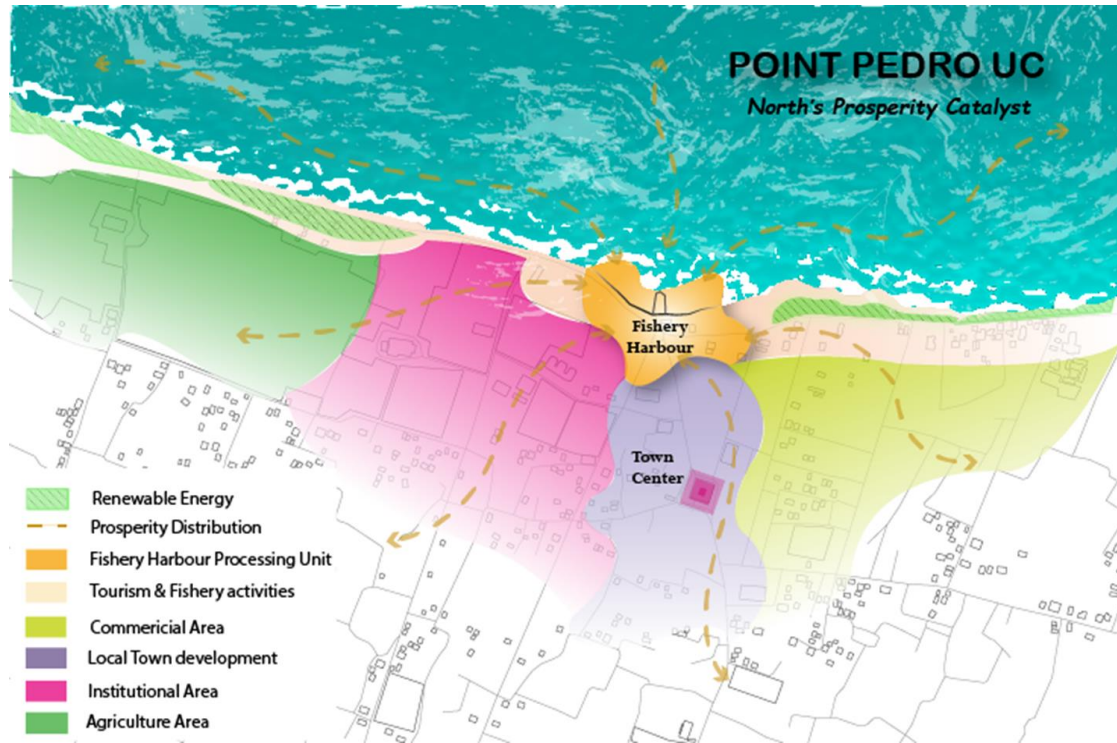 POINT PEDRO UC
North's Prosperity Catalyst
Fishery
Harbour
Town
Center
Renewable Energy
Prosperity Distribution
Fishery Harbour Processing Unit
Tourism & Fishery activities
Commericial Area
Local Town development
Institutional Area
Agriculture Area